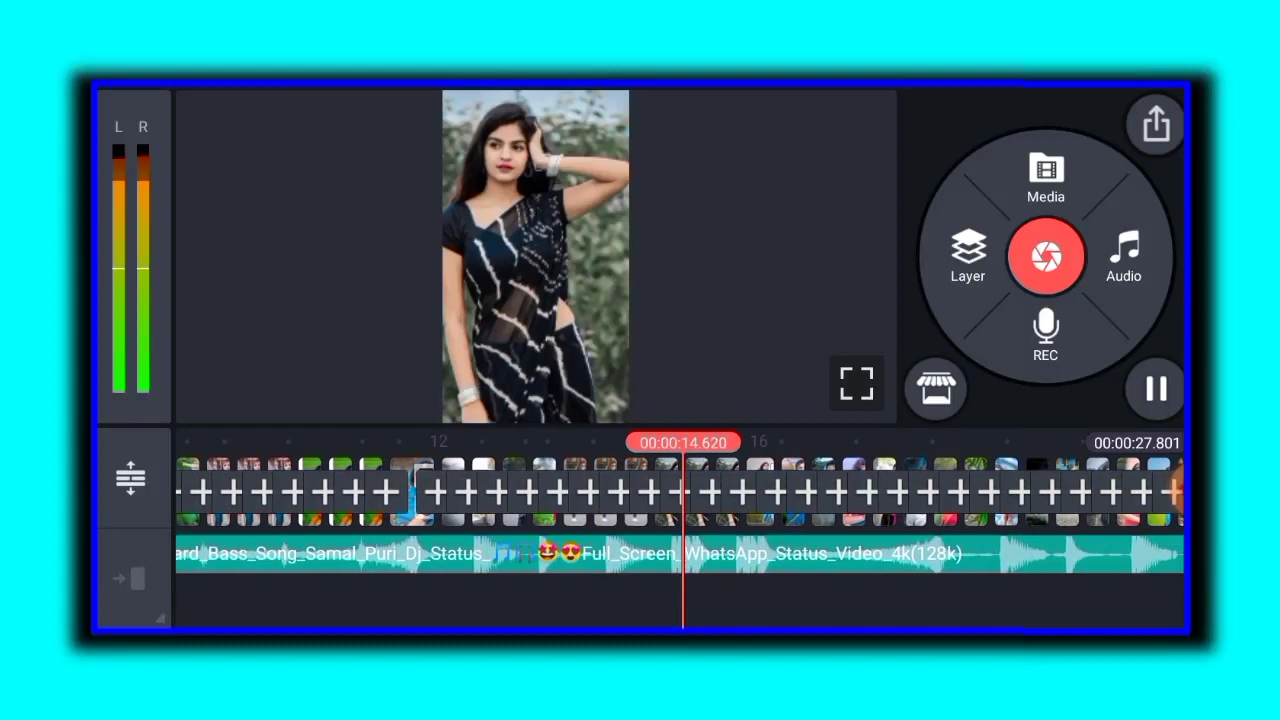 L R
Media
Layer
Audio
REC
12
00:00:14.620
16
00:00:27.801
ard_Bass_Song_Samal_Puri_Dj_Status_🎵🎧🤩😍Full_Screen_WhatsApp_Status_Video_4k(128k)